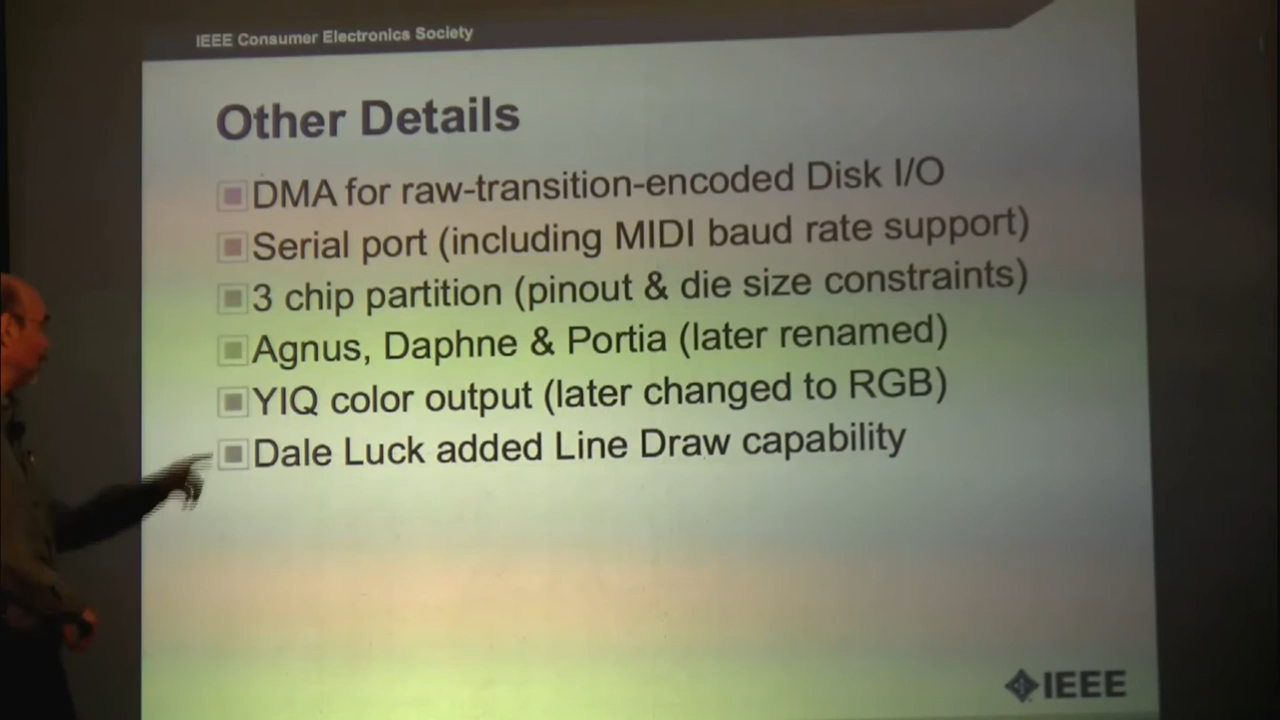 IEEE Consumer Electronics Society
Other Details
DMA for raw-transition-encoded Disk I/O
Serial port (including MIDI baud rate support)
3 chip partition (pinout & die size constraints)
Agnus, Daphne & Portia (later renamed)
YIQ color output (later changed to RGB)
Dale Luck added Line Draw capability
IEEE